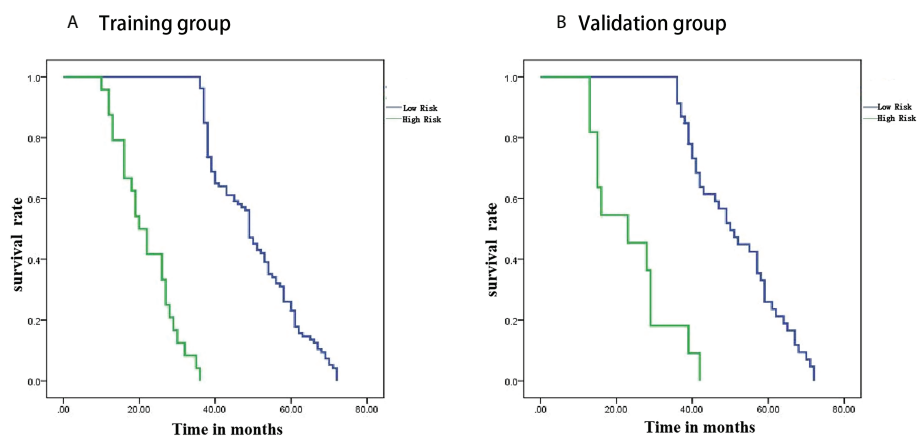 A Training group
1.0
0.8
0.6
0.4
0.2
0.0
survival rate
.00 20.00 40.00 60.00 80.00
Time in months
Low Risk
High Risk
B Validation group
1.0
0.8
0.6
0.4
0.2
0.0
survival rate
.00 20.00 40.00 60.00 80.00
Time in months
Low Risk
High Risk